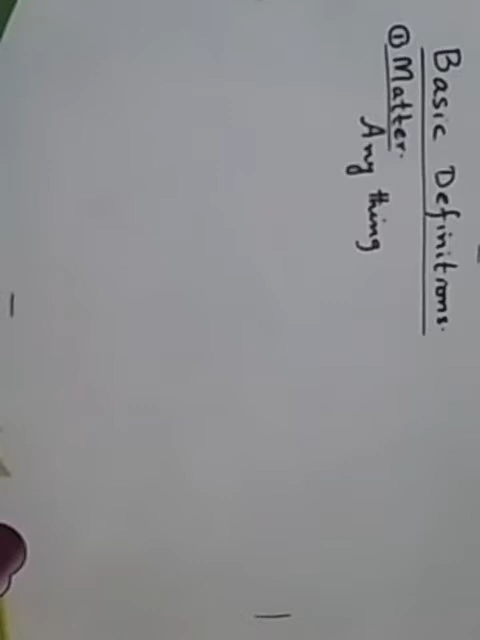 Basic Definitions.
① Matter.
Any thing